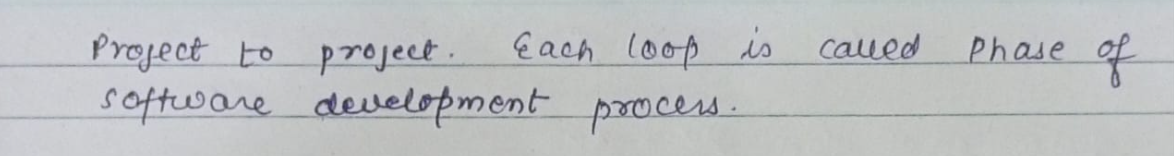 Project to project. Each loop is called Phase of
software development process.